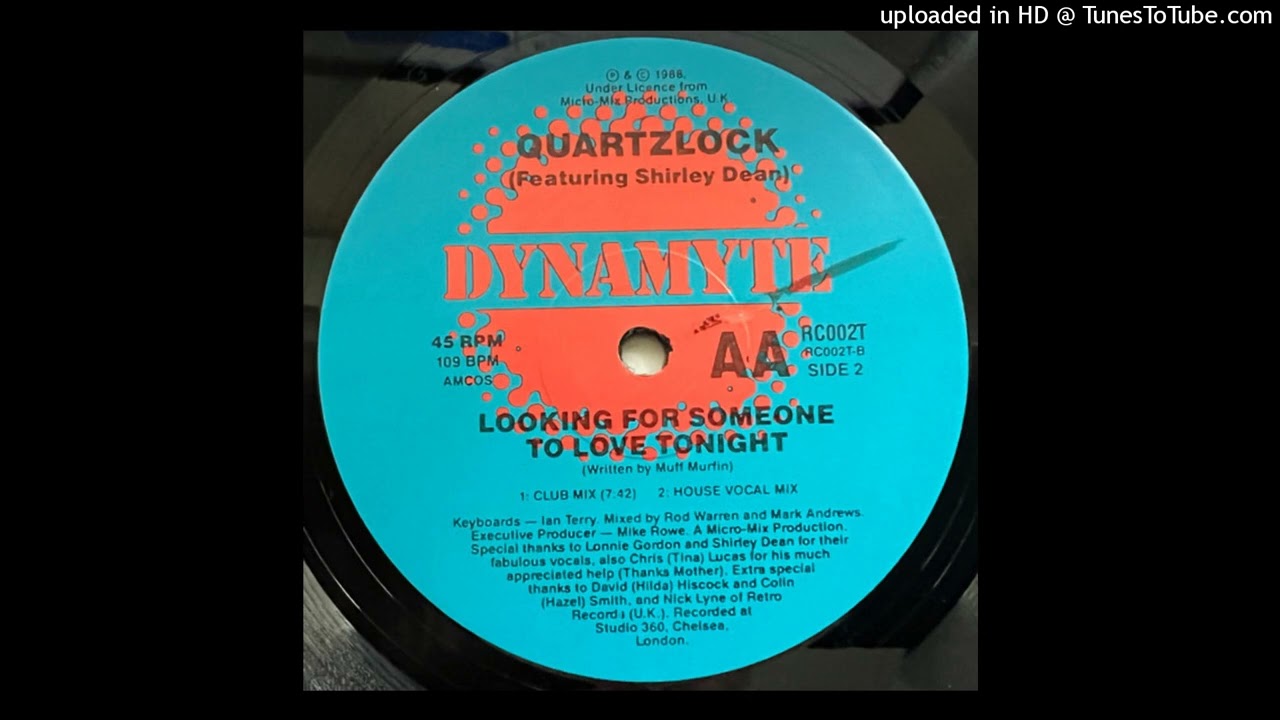 uploaded in HD @ TunesToTube.com
℗ & © 1988.
Under Licence from
Micro-Mix Productions, U.K.
QUARTZLOCK
(Featuring Shirley Dean)
DYNAMYTE
45 RPM
109 BPM
AMCOS
AA
RC002T
RC002T-B
SIDE 2
LOOKING FOR SOMEONE
TO LOVE TONIGHT
(Written by Muff Murfin)
1: CLUB MIX (7:42) 2: HOUSE VOCAL MIX
Keyboards — Ian Terry. Mixed by Rod Warren and Mark Andrews.
Executive Producer — Mike Rowe. A Micro-Mix Production.
Special thanks to Lonnie Gordon and Shirley Dean for their
fabulous vocals, also Chris (Tina) Lucas for his much
appreciated help (Thanks Mother). Extra special
thanks to David (Hilda) Hiscock and Colin
(Hazel) Smith, and Nick Lyne of Retro
Records (U.K.). Recorded at
Studio 360, Chelsea,
London.